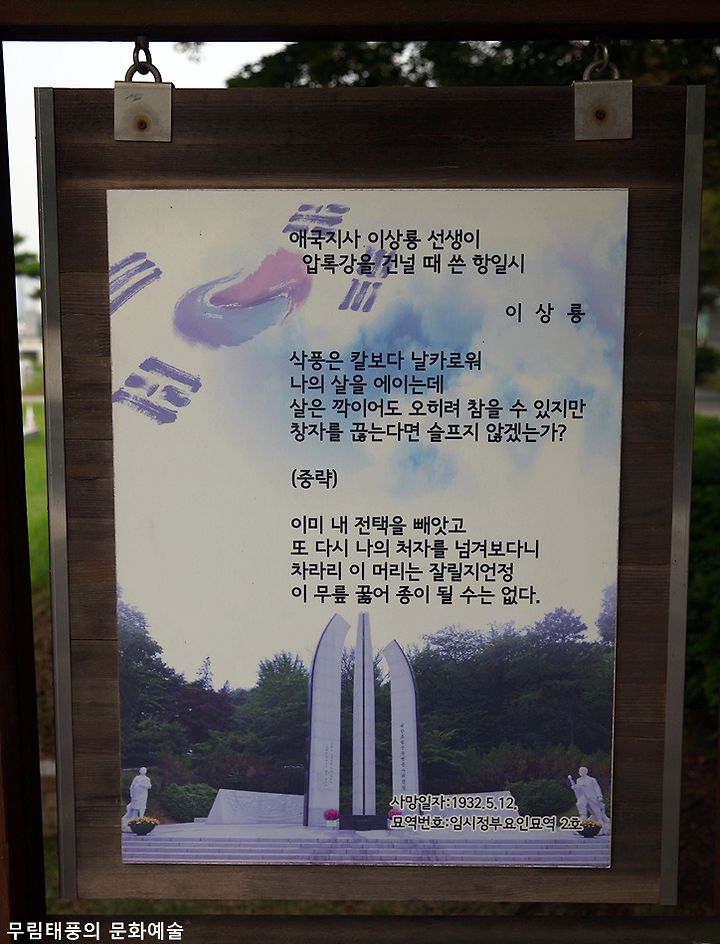 애국지사 이상룡 선생이
압록강을 건널 때 쓴 항일시
이 상 룡
삭풍은 칼보다 날카로워
나의 살을 에이는데
살은 깍이어도 오히려 참을 수 있지만
창자를 끊는다면 슬프지 않겠는가?
(중략)
이미 내 전택을 빼앗고
또 다시 나의 처자를 넘겨보다니
차라리 이 머리는 잘릴지언정
이 무릎 꿇어 종이 될 수는 없다.
사망일자:1932.5.12,
묘역번호:임시정부요인묘역 2호
무림태풍의 문화예술